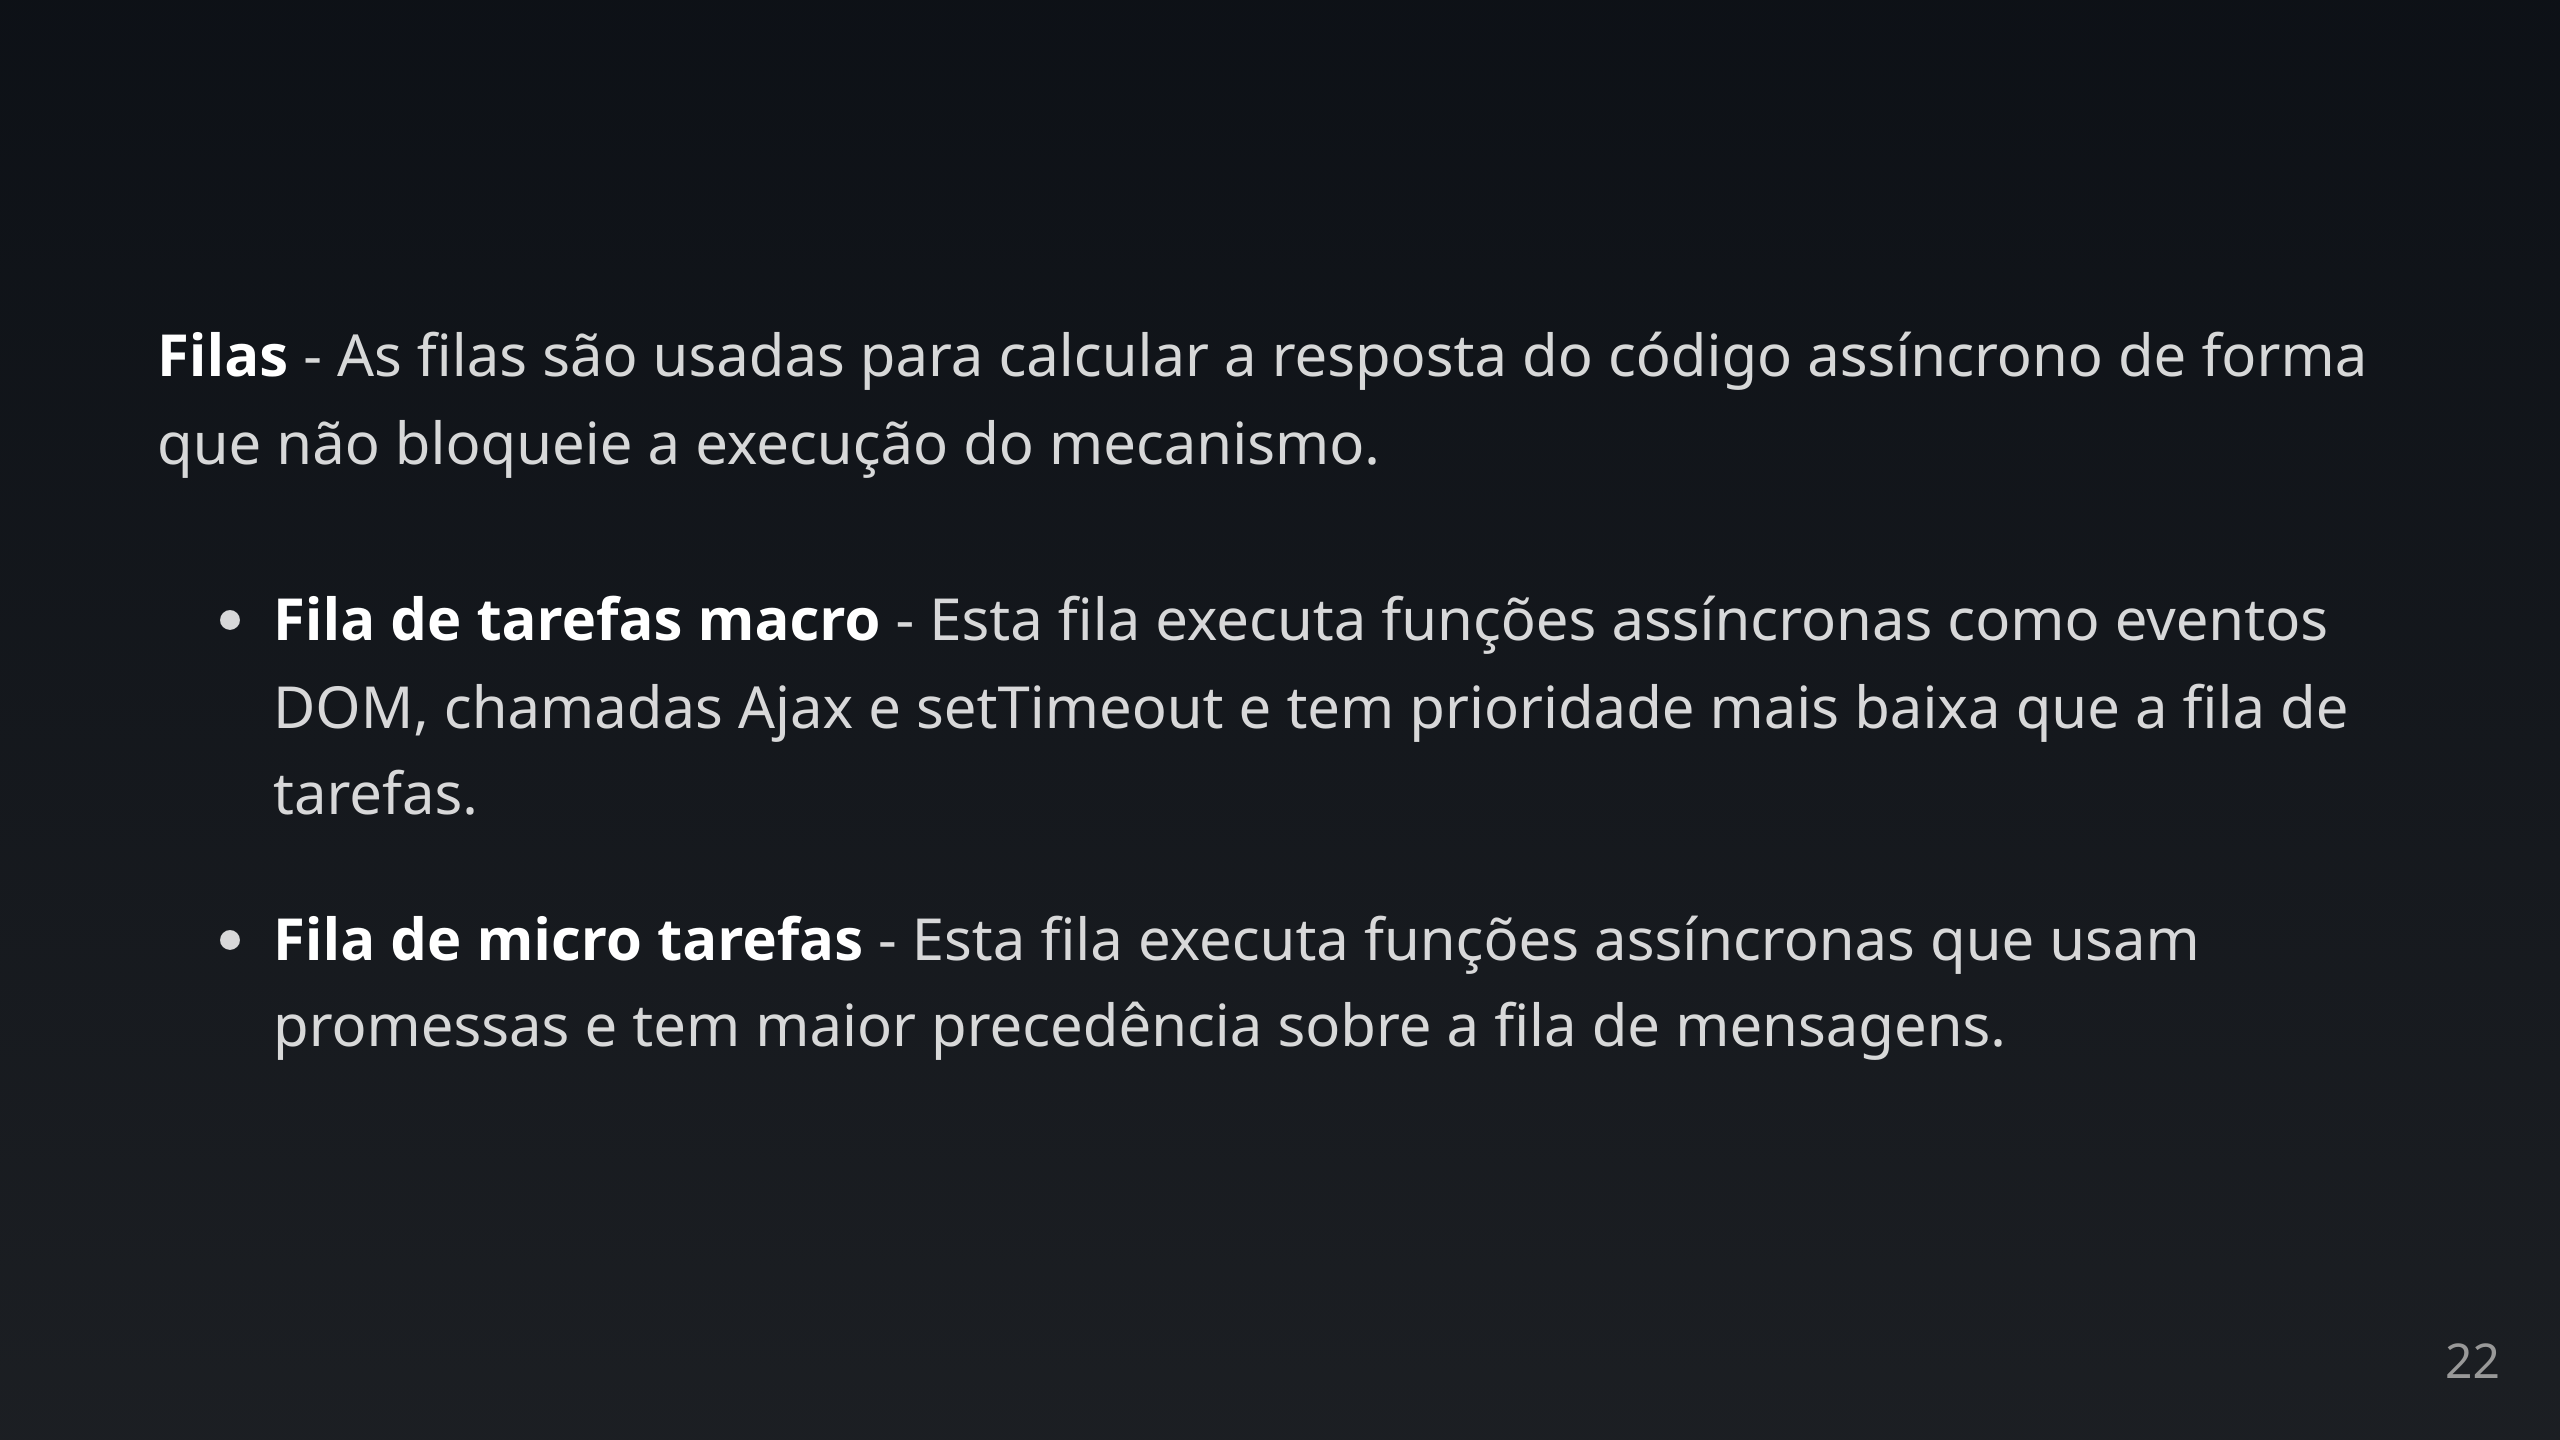 Filas - As filas são usadas para calcular a resposta do código assíncrono de forma
que não bloqueie a execução do mecanismo.
• Fila de tarefas macro - Esta fila executa funções assíncronas como eventos
DOM, chamadas Ajax e setTimeout e tem prioridade mais baixa que a fila de
tarefas.
• Fila de micro tarefas - Esta fila executa funções assíncronas que usam
promessas e tem maior precedência sobre a fila de mensagens.
22